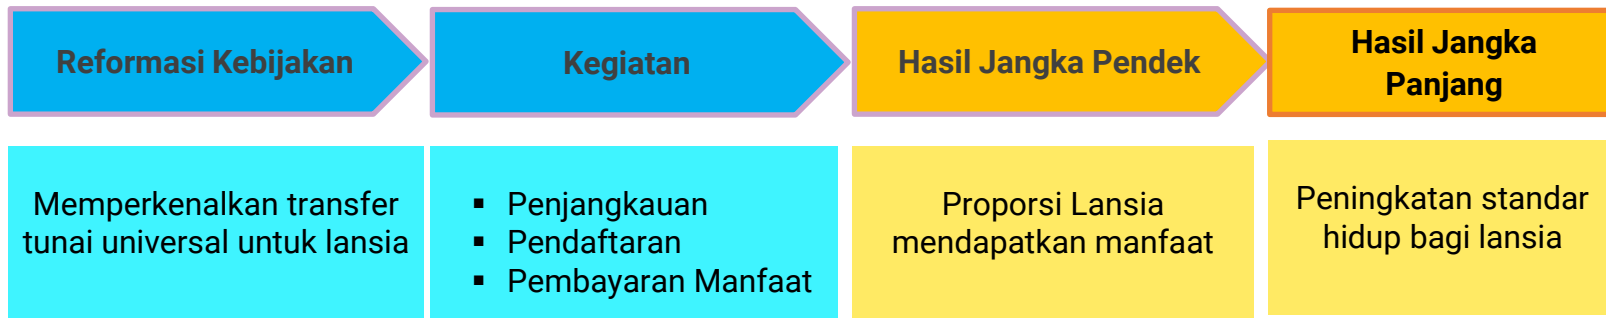 Reformasi Kebijakan
Kegiatan
Hasil Jangka Pendek
Hasil Jangka
Panjang
Memperkenalkan transfer
tunai universal untuk lansia
▪ Penjangkauan
▪ Pendaftaran
▪ Pembayaran Manfaat
Proporsi Lansia
mendapatkan manfaat
Peningkatan standar
hidup bagi lansia